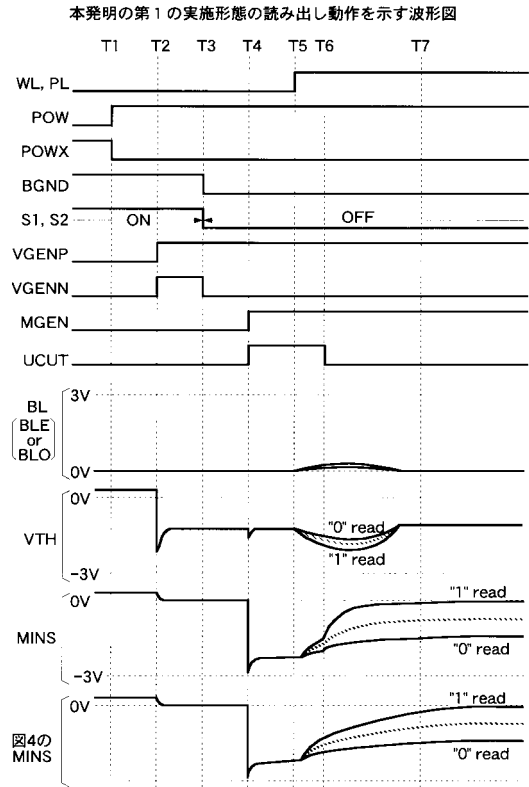 本発明の第1の実施形態の読み出し動作を示す波形図
T1 T2 T3 T4 T5 T6 T7
WL, PL
POW
POWX
BGND
S1, S2 ON OFF
VGENP
VGENN
MGEN
UCUT
3V
BL
BLE
or
BLO
0V
0V
VTH
"0" read
"1" read
-3V
0V
"1" read
MINS
"0" read
-3V
0V
"1" read
図4の
MINS
"0" read